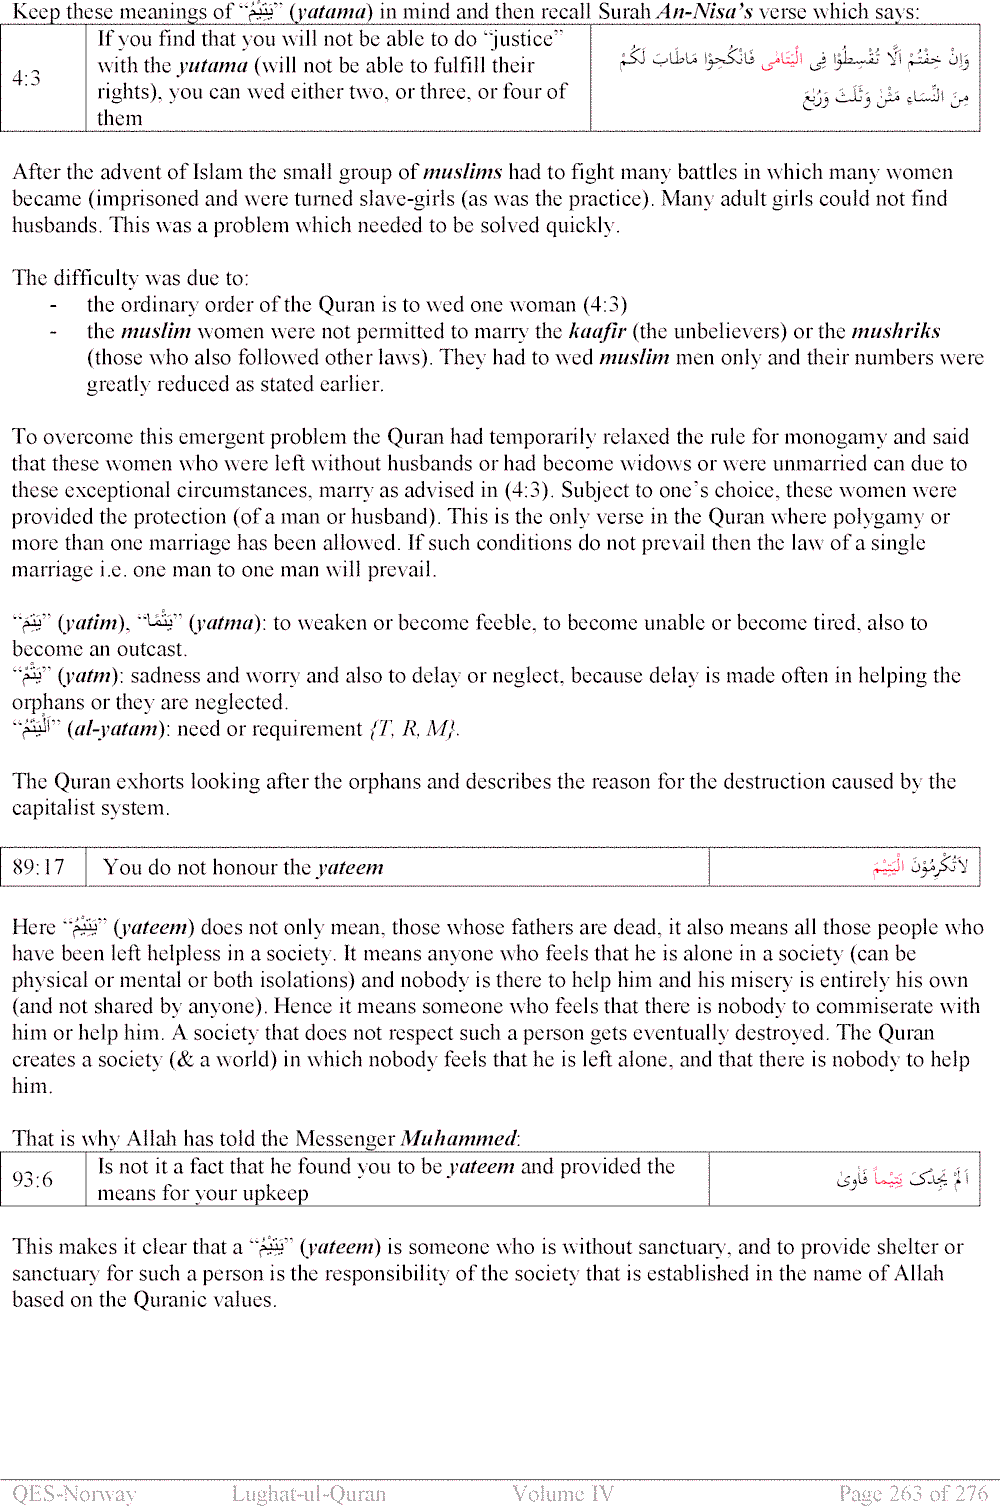 Keep these meanings of “يَتِيْمٌ” (yatama) in mind and then recall Surah An-Nisa’s verse which says:
4:3
If you find that you will not be able to do “justice”
with the yutama (will not be able to fulfill their
rights), you can wed either two, or three, or four of
them
وَاِنْ خِفْتُمْ اَلَّا تُقْسِطُوْا فِى الْيَتَامٰى فَانْكِحُوْا مَاطَابَ لَكُمْ
مِنَ النِّسَاءِ مَثْنٰى وَثُلٰثَ وَرُبٰعَ
After the advent of Islam the small group of muslims had to fight many battles in which many women
became (imprisoned and were turned slave-girls (as was the practice). Many adult girls could not find
husbands. This was a problem which needed to be solved quickly.
The difficulty was due to:
- the ordinary order of the Quran is to wed one woman (4:3)
- the muslim women were not permitted to marry the kaafir (the unbelievers) or the mushriks
(those who also followed other laws). They had to wed muslim men only and their numbers were
greatly reduced as stated earlier.
To overcome this emergent problem the Quran had temporarily relaxed the rule for monogamy and said
that these women who were left without husbands or had become widows or were unmarried can due to
these exceptional circumstances, marry as advised in (4:3). Subject to one’s choice, these women were
provided the protection (of a man or husband). This is the only verse in the Quran where polygamy or
more than one marriage has been allowed. If such conditions do not prevail then the law of a single
marriage i.e. one man to one man will prevail.
“يَتِمَ” (yatim), “يَتْمًا” (yatma): to weaken or become feeble, to become unable or become tired, also to
become an outcast.
“يَتْمٌ” (yatm): sadness and worry and also to delay or neglect, because delay is made often in helping the
orphans or they are neglected.
“اَلْيَتَمُ” (al-yatam): need or requirement {T, R, M}.
The Quran exhorts looking after the orphans and describes the reason for the destruction caused by the
capitalist system.
89:17 You do not honour the yateem لَاتُكْرِمُوْنَ الْيَتِيْمَ
Here “يَتِيْمٌ” (yateem) does not only mean, those whose fathers are dead, it also means all those people who
have been left helpless in a society. It means anyone who feels that he is alone in a society (can be
physical or mental or both isolations) and nobody is there to help him and his misery is entirely his own
(and not shared by anyone). Hence it means someone who feels that there is nobody to commiserate with
him or help him. A society that does not respect such a person gets eventually destroyed. The Quran
creates a society (& a world) in which nobody feels that he is left alone, and that there is nobody to help
him.
That is why Allah has told the Messenger Muhammed:
93:6
Is not it a fact that he found you to be yateem and provided the
means for your upkeep
اَلَمْ يَجِدْكَ يَتِيْماً فَاٰوىٰ
This makes it clear that a “يَتِيْمٌ” (yateem) is someone who is without sanctuary, and to provide shelter or
sanctuary for such a person is the responsibility of the society that is established in the name of Allah
based on the Quranic values.
QES-Norway Lughat-ul-Quran Volume IV Page 263 of 276